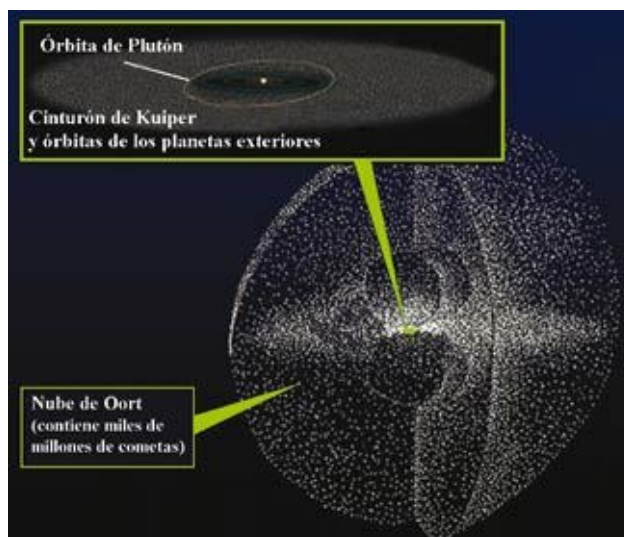 Órbita de Plutón
Cinturón de Kuiper
y órbitas de los planetas exteriores
Nube de Oort
(contiene miles de
millones de cometas)